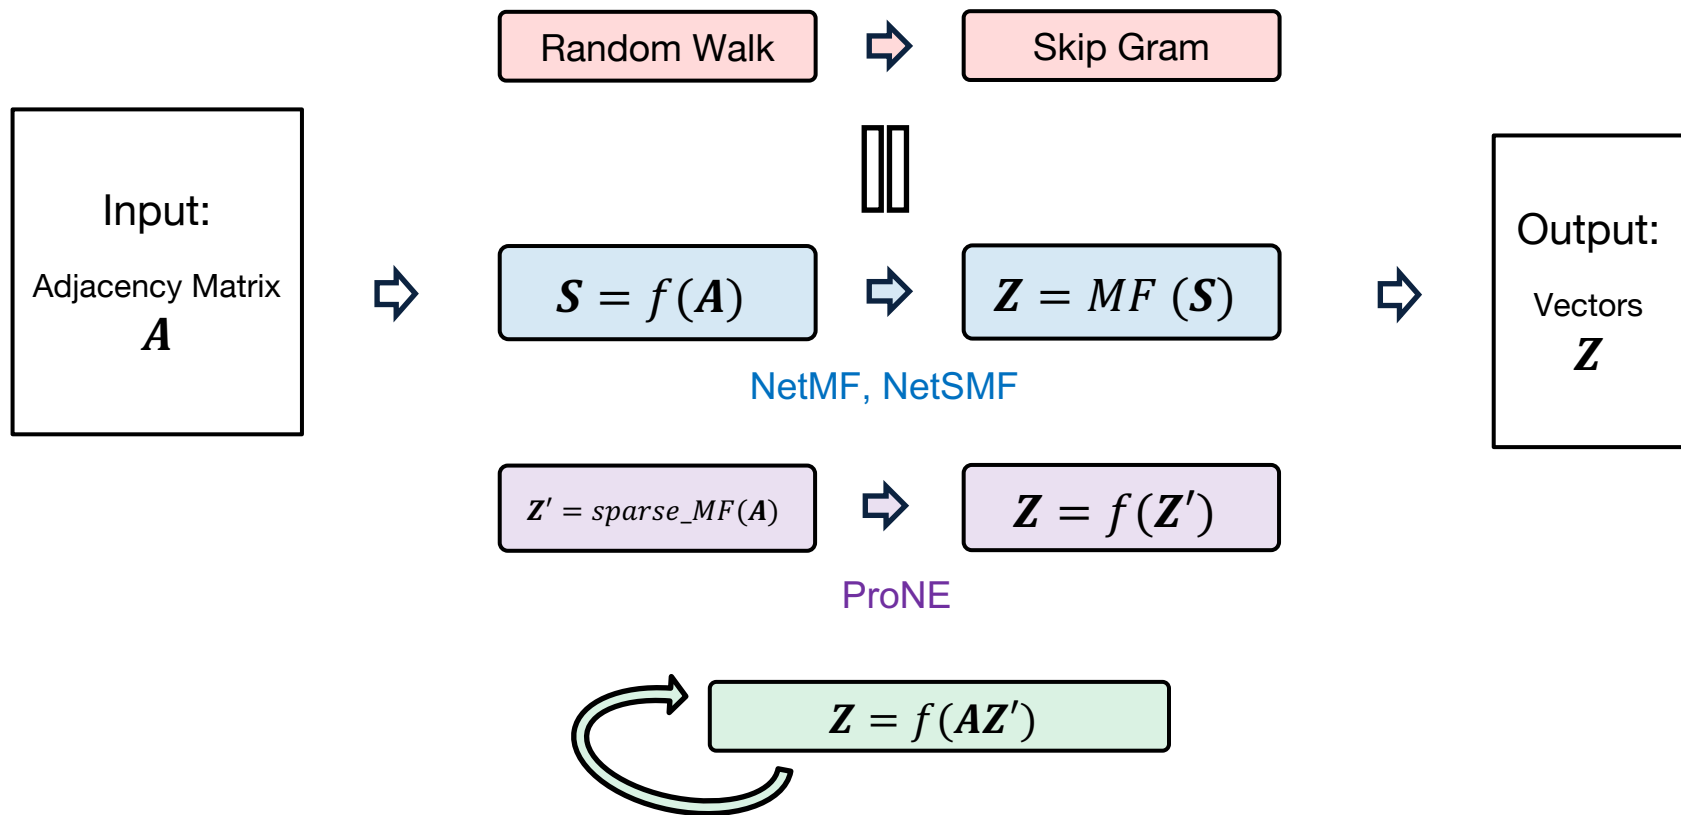 Random Walk
Skip Gram
Input:
Adjacency Matrix
A
S = f(A)
Z = MF (S)
Output:
Vectors
Z
NetMF, NetSMF
Z' = sparse_MF(A)
Z = f(Z')
ProNE
Z = f(AZ')